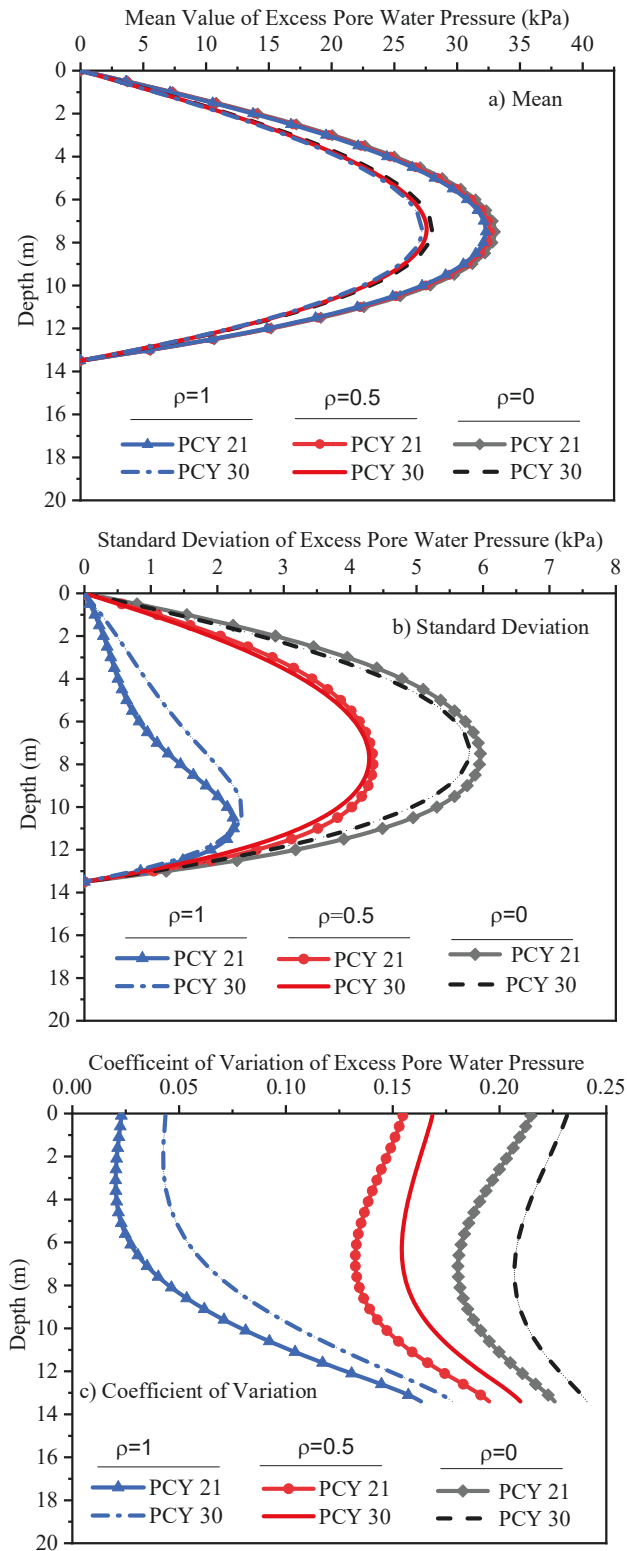 Mean Value of Excess Pore Water Pressure (kPa)
0 5 10 15 20 25 30 35 40
a) Mean
Depth (m)
0
2
4
6
8
10
12
14
16
18
20
ρ=1 ρ=0.5 ρ=0
PCY 21 PCY 21 PCY 21
PCY 30 PCY 30 PCY 30
Standard Deviation of Excess Pore Water Pressure (kPa)
0 1 2 3 4 5 6 7 8
b) Standard Deviation
Depth (m)
0
2
4
6
8
10
12
14
16
18
20
ρ=1 ρ=0.5 ρ=0
PCY 21 PCY 21 PCY 21
PCY 30 PCY 30 PCY 30
Coefficeint of Variation of Excess Pore Water Pressure
0.00 0.05 0.10 0.15 0.20 0.25
Depth (m)
0
2
4
6
8
10
12
14
16
18
20
c) Coefficient of Variation
ρ=1 ρ=0.5 ρ=0
PCY 21 PCY 21 PCY 21
PCY 30 PCY 30 PCY 30